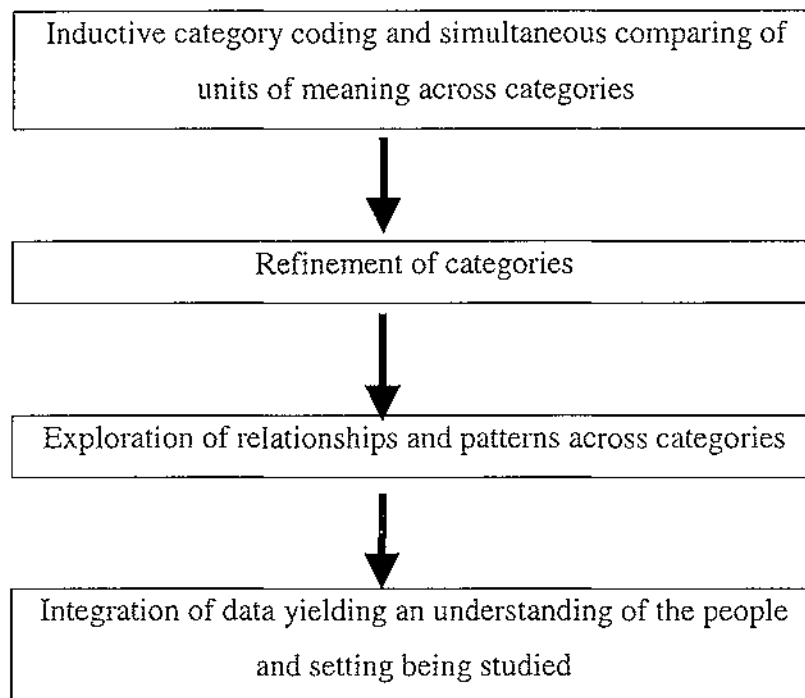 Inductive category coding and simultaneous comparing of
units of meaning across categories
Refinement of categories
Exploration of relationships and patterns across categories
Integration of data yielding an understanding of the people
and setting being studied